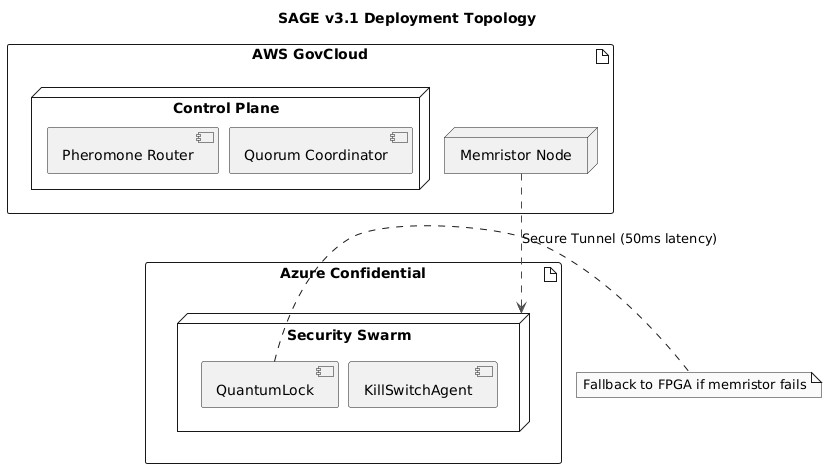 SAGE v3.1 Deployment Topology
AWS GovCloud
Control Plane
Pheromone Router
Quorum Coordinator
Memristor Node
Secure Tunnel (50ms latency)
Azure Confidential
Security Swarm
QuantumLock
KillSwitchAgent
Fallback to FPGA if memristor fails